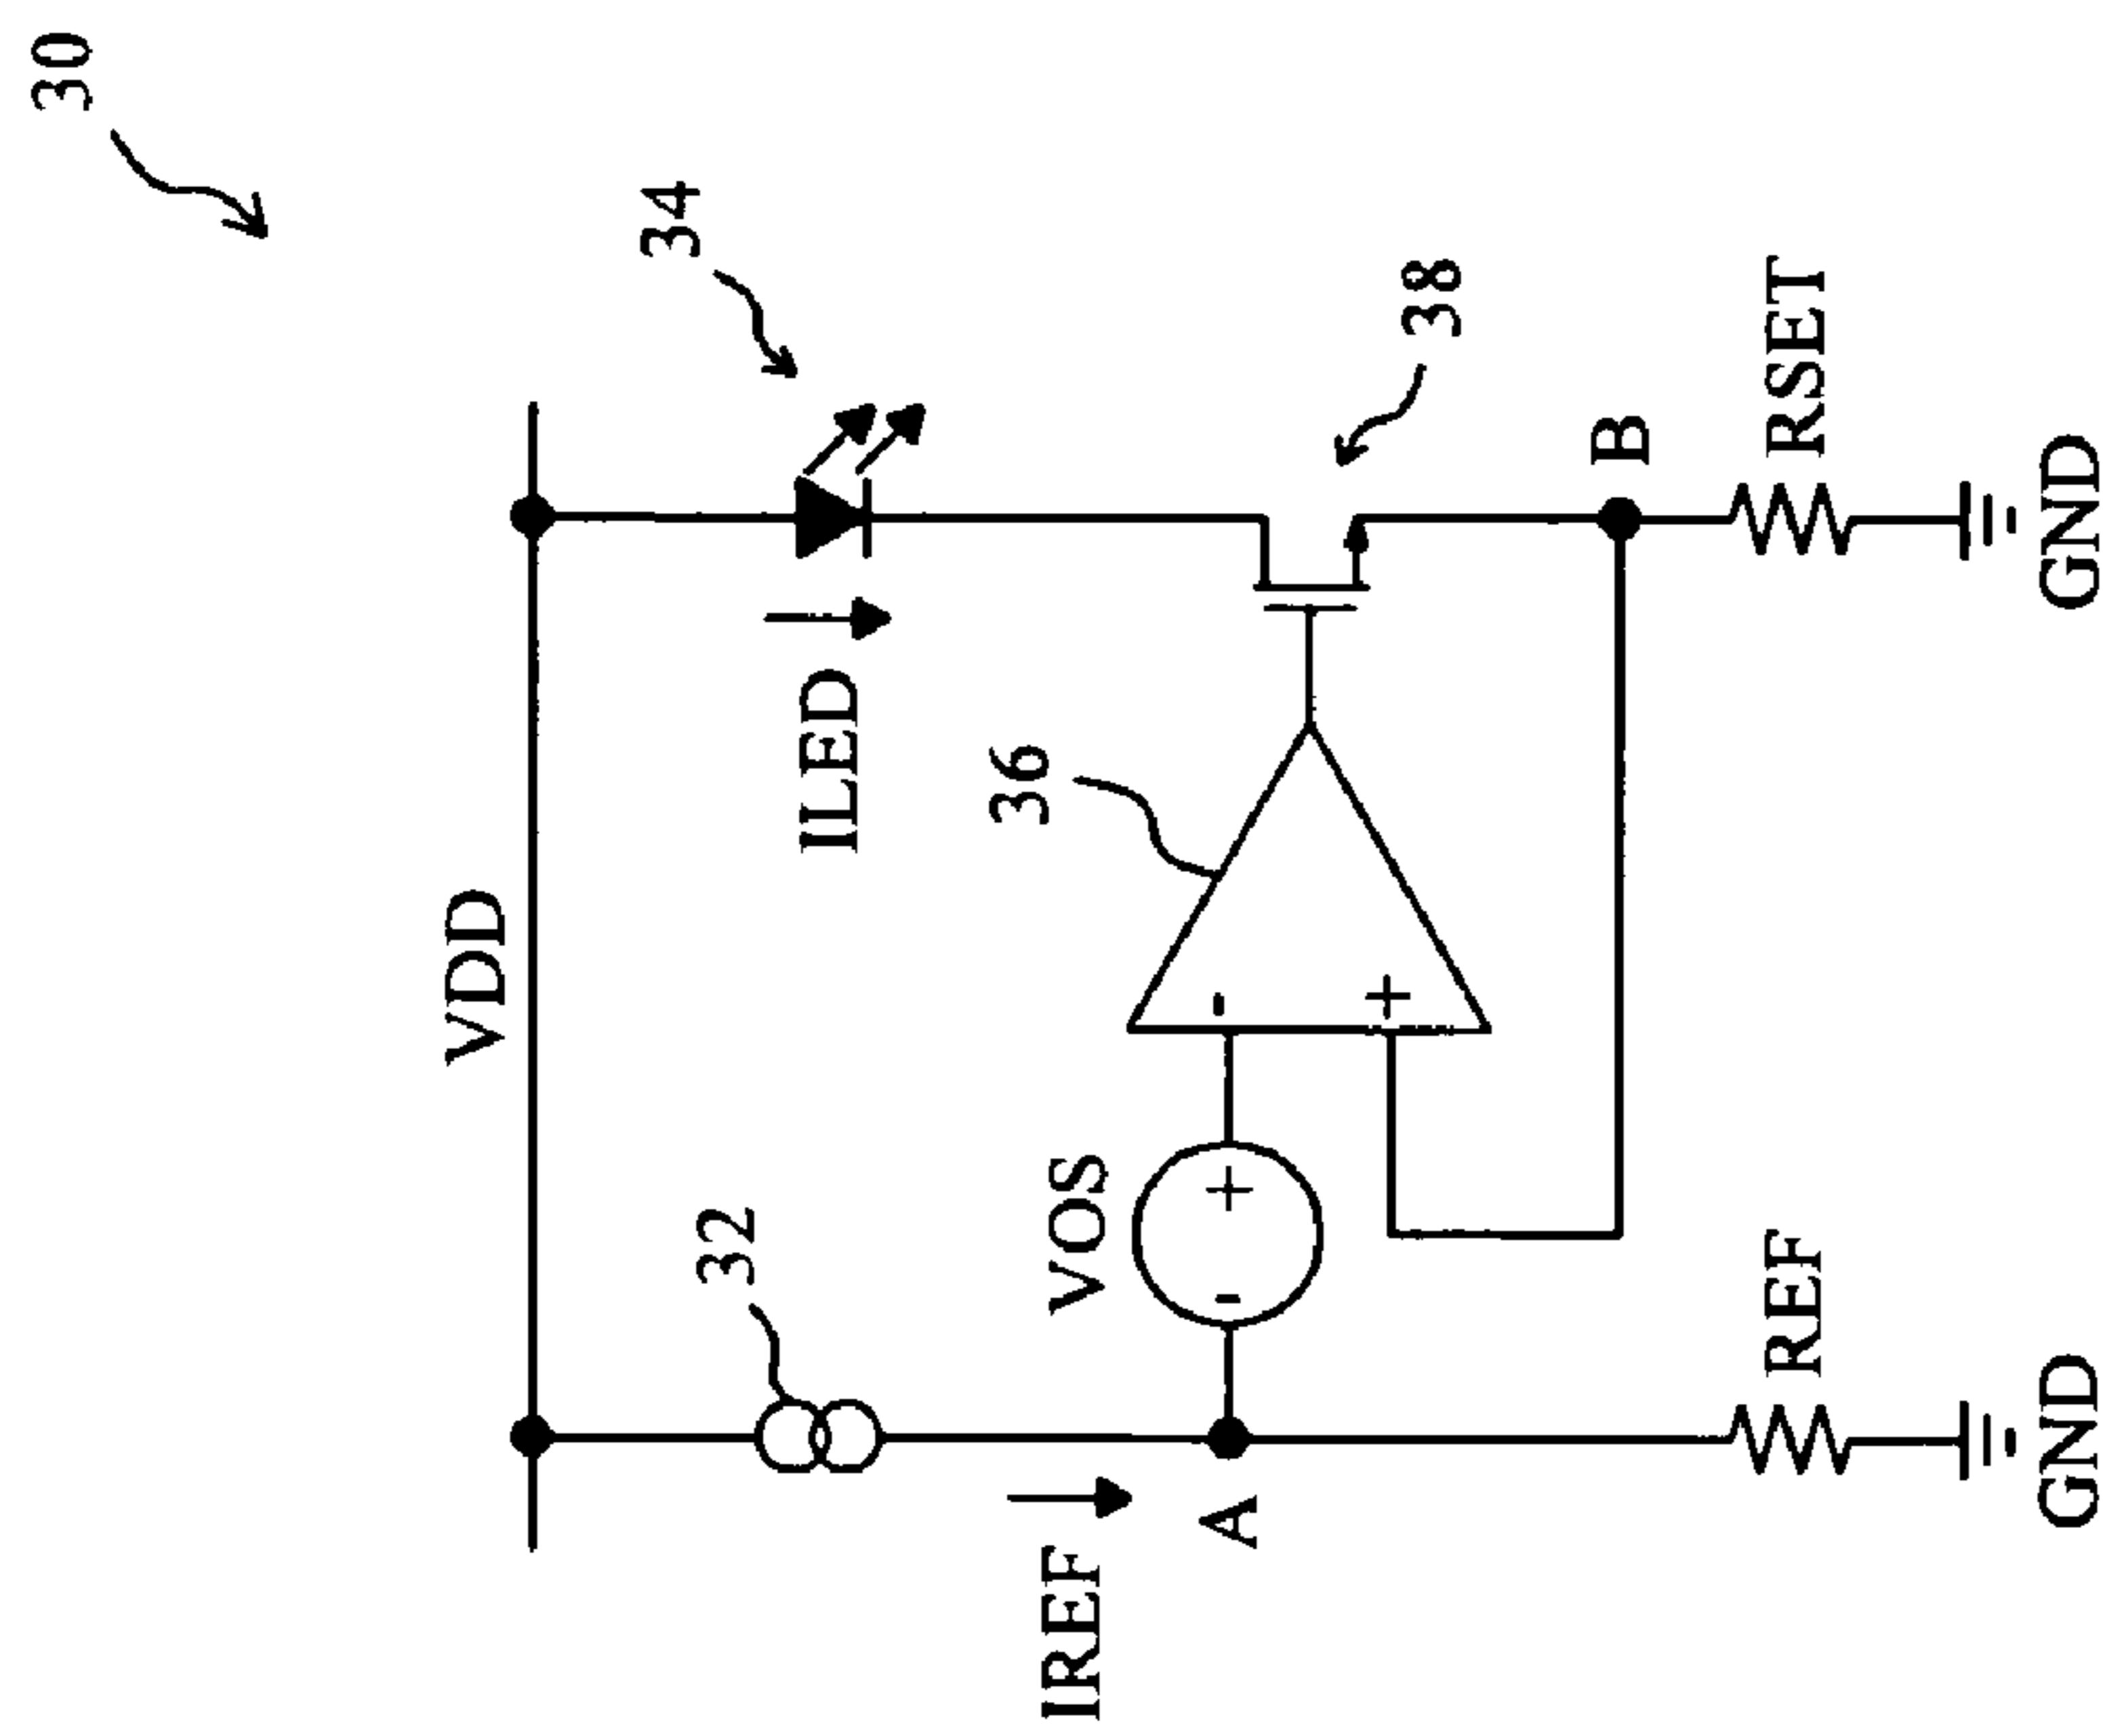 30
VDD
34
32
ILED
36
IREF
VOS
A
- +
-
+
38
B
REF
RSET
GND
GND